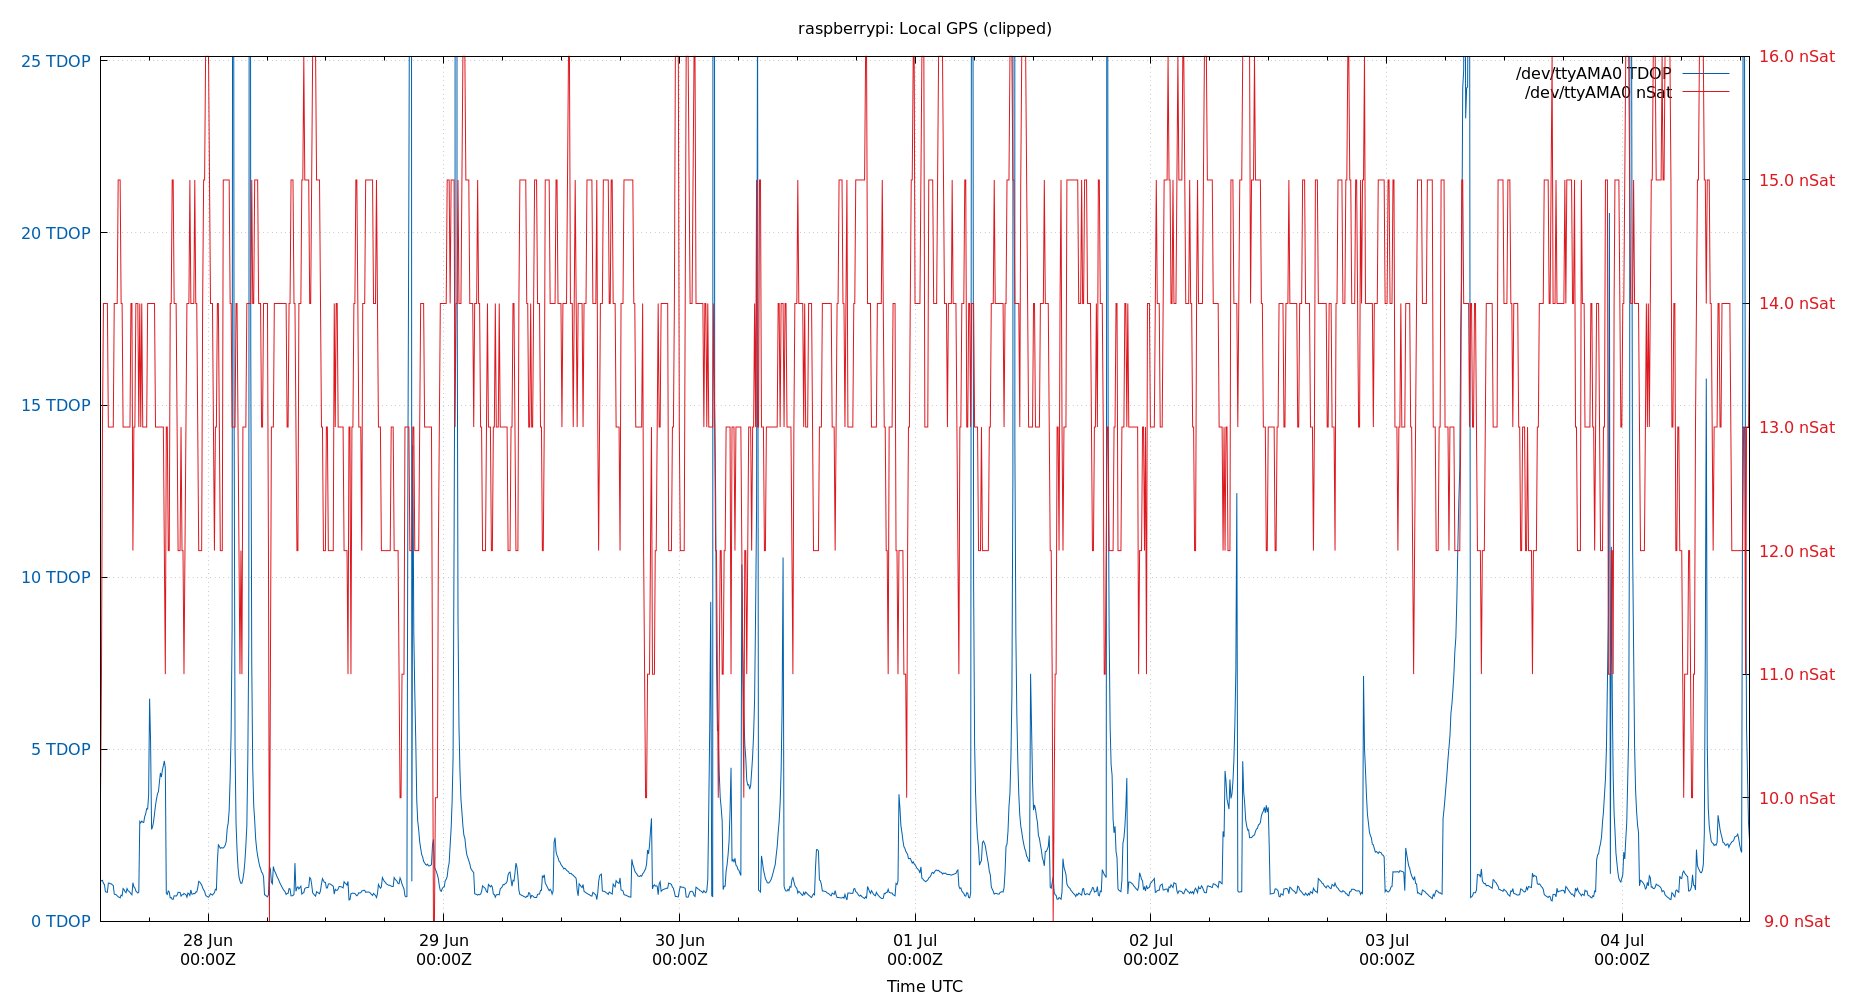 raspberrypi: Local GPS (clipped)
25 TDOP
20 TDOP
15 TDOP
10 TDOP
5 TDOP
0 TDOP
16.0 nSat
15.0 nSat
14.0 nSat
13.0 nSat
12.0 nSat
11.0 nSat
10.0 nSat
9.0 nSat
/dev/ttyAMA0 TDOP
/dev/ttyAMA0 nSat
28 Jun
00:00Z
29 Jun
00:00Z
30 Jun
00:00Z
01 Jul
00:00Z
02 Jul
00:00Z
03 Jul
00:00Z
04 Jul
00:00Z
Time UTC